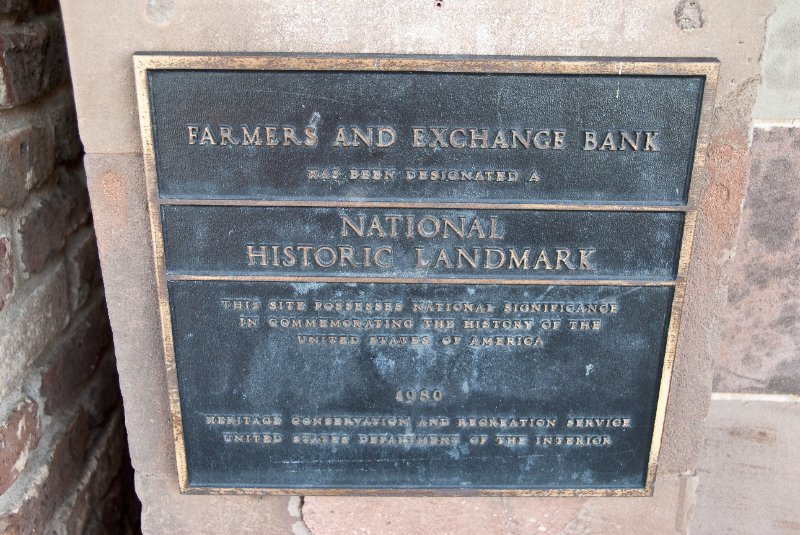 FARMERS AND EXCHANGE BANK
HAS BEEN DESIGNATED A
NATIONAL
HISTORIC LANDMARK
THIS SITE POSSESSES NATIONAL SIGNIFICANCE
IN COMMEMORATING THE HISTORY OF THE
UNITED STATES OF AMERICA
1980
HERITAGE CONSERVATION AND RECREATION SERVICE
UNITED STATES DEPARTMENT OF THE INTERIOR